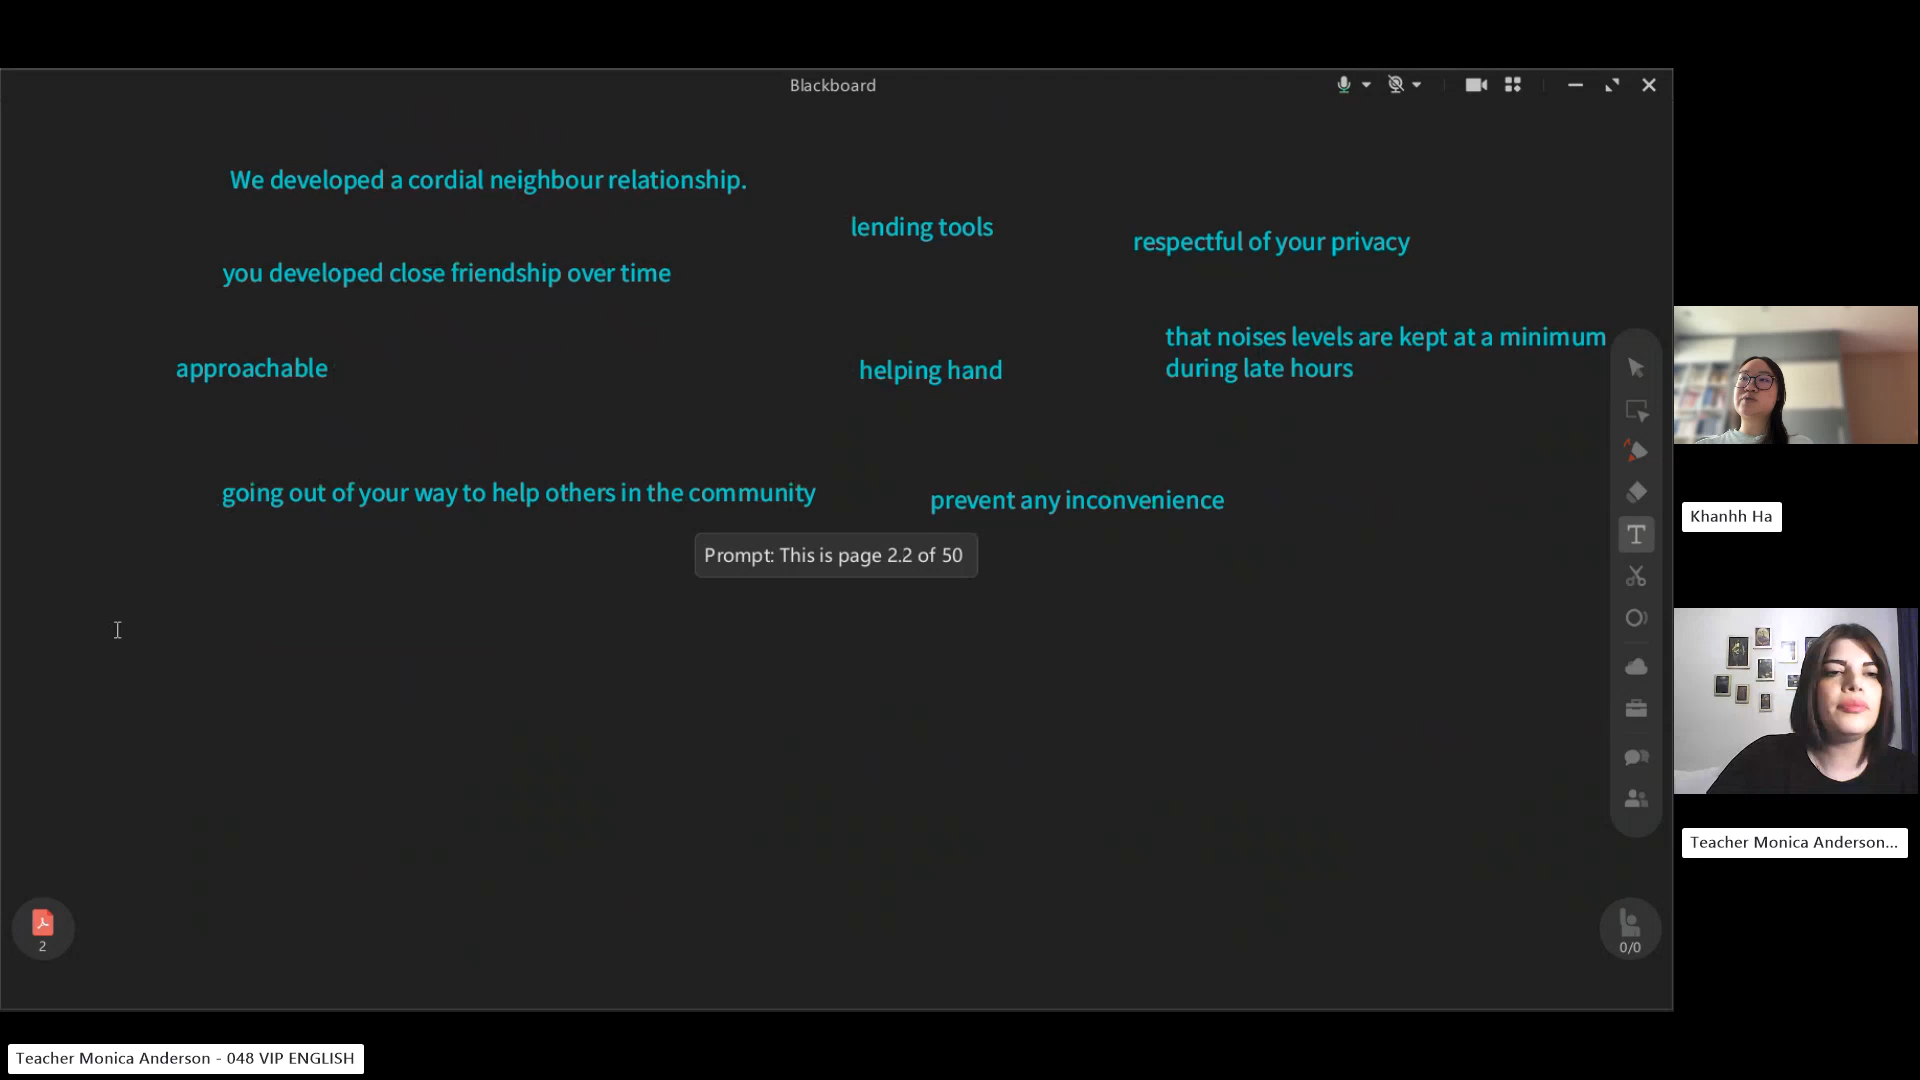 Blackboard
We developed a cordial neighbour relationship.
lending tools
respectful of your privacy
you developed close friendship over time
that noises levels are kept at a minimum
during late hours
approachable
helping hand
going out of your way to help others in the community
prevent any inconvenience
Prompt: This is page 2.2 of 50
T
Khanhh Ha
Teacher Monica Anderson...
2
0/0
Teacher Monica Anderson - 048 VIP ENGLISH